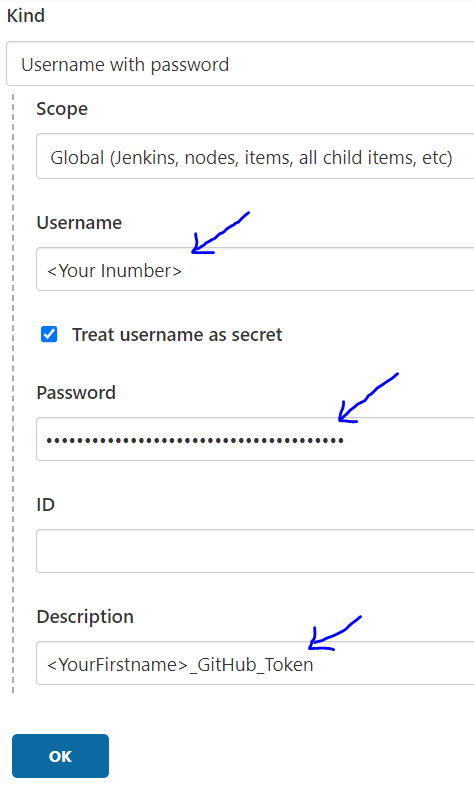 Kind
Username with password
Scope
Global (Jenkins, nodes, items, all child items, etc)
Username
<Your Inumber>
Treat username as secret
Password
•••••••••••••••••••••••••••••••••••••••
ID
Description
<YourFirstname>_GitHub_Token
OK